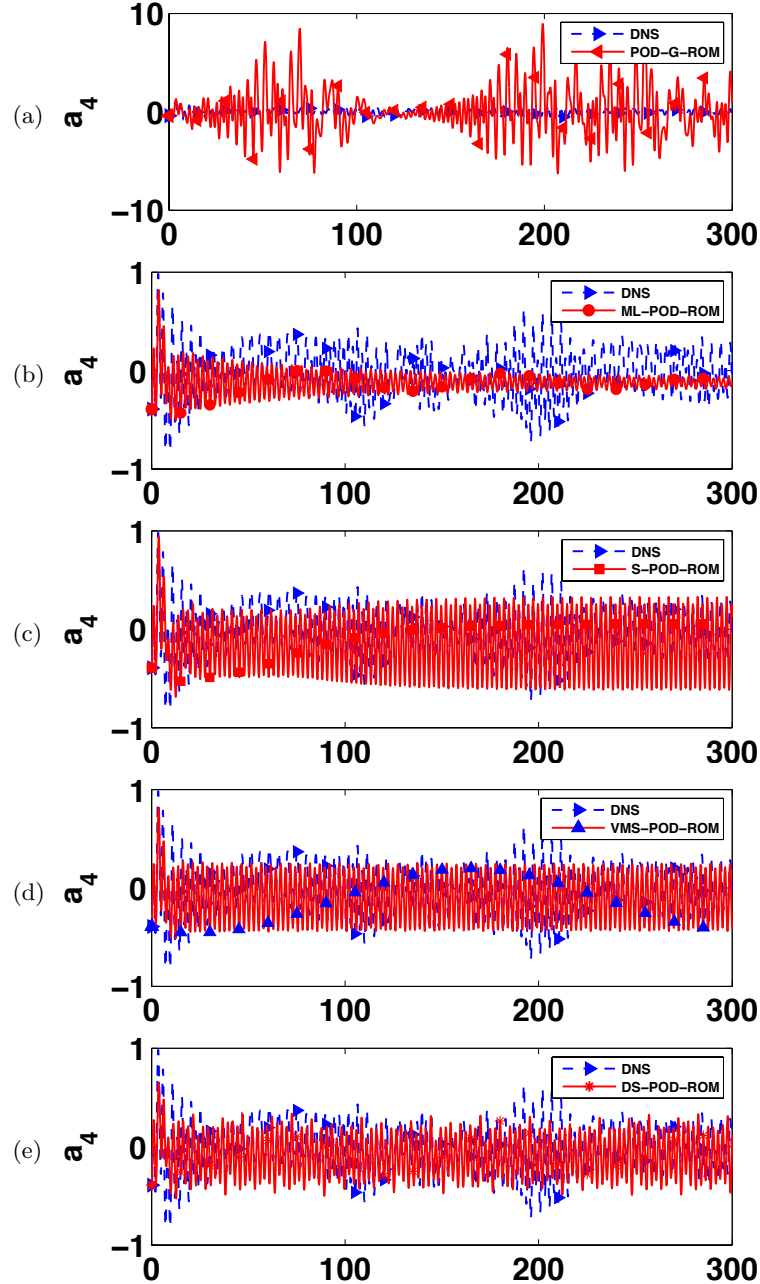 10
DNS
POD-G-ROM
(a)
a4
0
−10
0
100
200
300
1
DNS
ML-POD-ROM
(b)
a4
0
−1
0
100
200
300
1
DNS
S-POD-ROM
(c)
a4
0
−1
0
100
200
300
1
DNS
VMS-POD-ROM
(d)
a4
0
−1
0
100
200
300
1
DNS
DS-POD-ROM
(e)
a4
0
−1
0
100
200
300